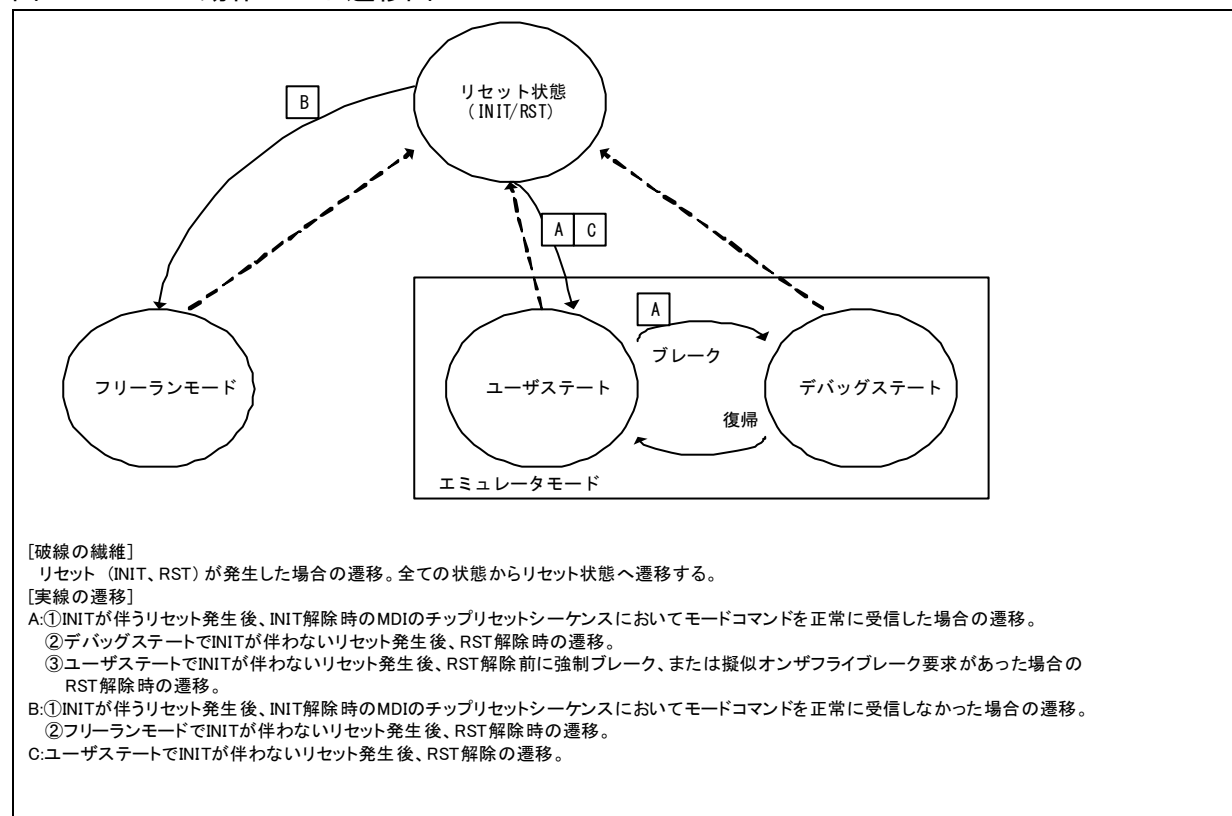 B
リセット状態
(INIT/RST)
A C
A
ブレーク
フリーランモード
ユーザステート
デバッグステート
復帰
エミュレータモード
[破線の繊維]
リセット (INIT、RST) が発生した場合の遷移。全ての状態からリセット状態へ遷移する。
[実線の遷移]
A:①INITが伴うリセット発生後、INIT解除時のMDIのチップリセットシーケンスにおいてモードコマンドを正常に受信した場合の遷移。
②デバッグステートでINITが伴わないリセット発生後、RST解除時の遷移。
③ユーザステートでINITが伴わないリセット発生後、RST解除前に強制ブレーク、または擬似オンザフライブレーク要求があった場合の
RST解除時の遷移。
B:①INITが伴うリセット発生後、INIT解除時のMDIのチップリセットシーケンスにおいてモードコマンドを正常に受信しなかった場合の遷移。
②フリーランモードでINITが伴わないリセット発生後、RST解除時の遷移。
C:ユーザステートでINITが伴わないリセット発生後、RST解除の遷移。